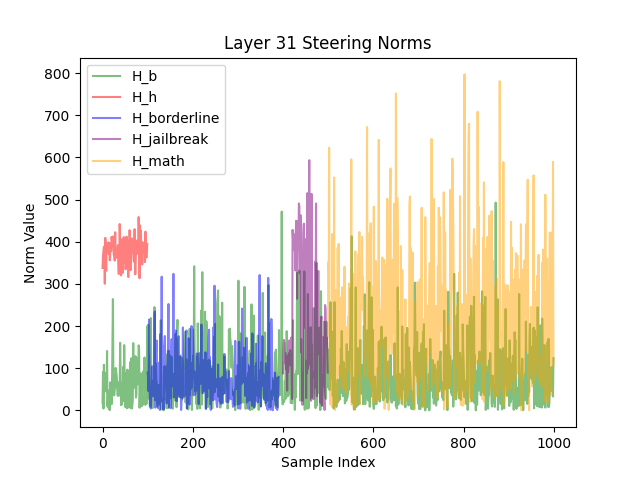 Layer 31 Steering Norms
H_b
H_h
H_borderline
H_jailbreak
H_math
Norm Value
800
700
600
500
400
300
200
100
0
0 200 400 600 800 1000
Sample Index